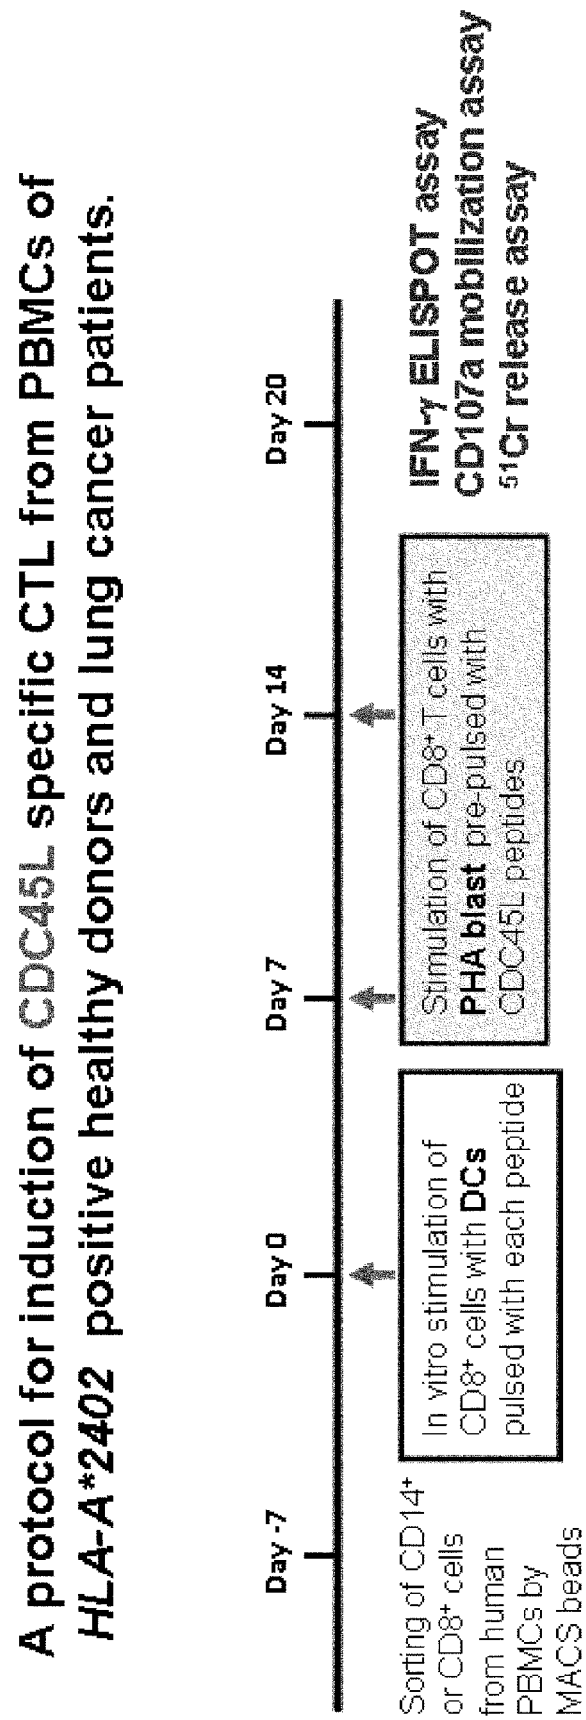 A protocol for induction of CDC45L specific CTL from PBMCs of
HLA-A*2402 positive healthy donors and lung cancer patients.
Day -7
Day 0
Day 7
Day 14
Day 20
Sorting of CD14⁺
or CD8⁺ cells
from human
PBMCs by
MACS beads
In vitro stimulation of
CD8⁺ cells with DCs
pulsed with each peptide
Stimulation of CD8⁺ T cells with
PHA blast pre-pulsed with
CDC45L peptides
IFN-γ ELISPOT assay
CD107a mobilization assay
⁵¹Cr release assay